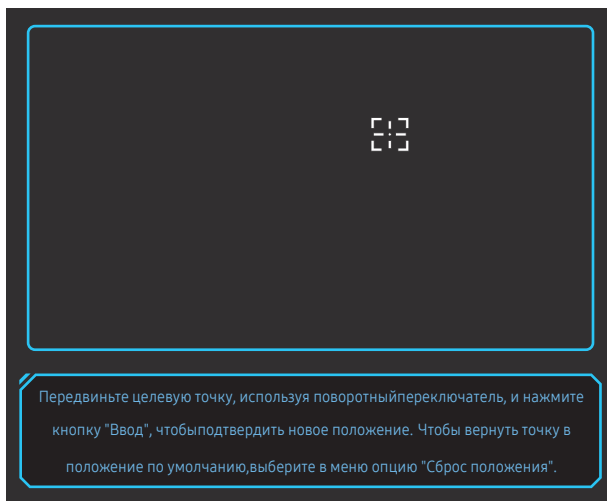 Передвиньте целевую точку, используя поворотныйпереключатель, и нажмите
кнопку "Ввод", чтобыподтвердить новое положение. Чтобы вернуть точку в
положение по умолчанию,выберите в меню опцию "Сброс положения".